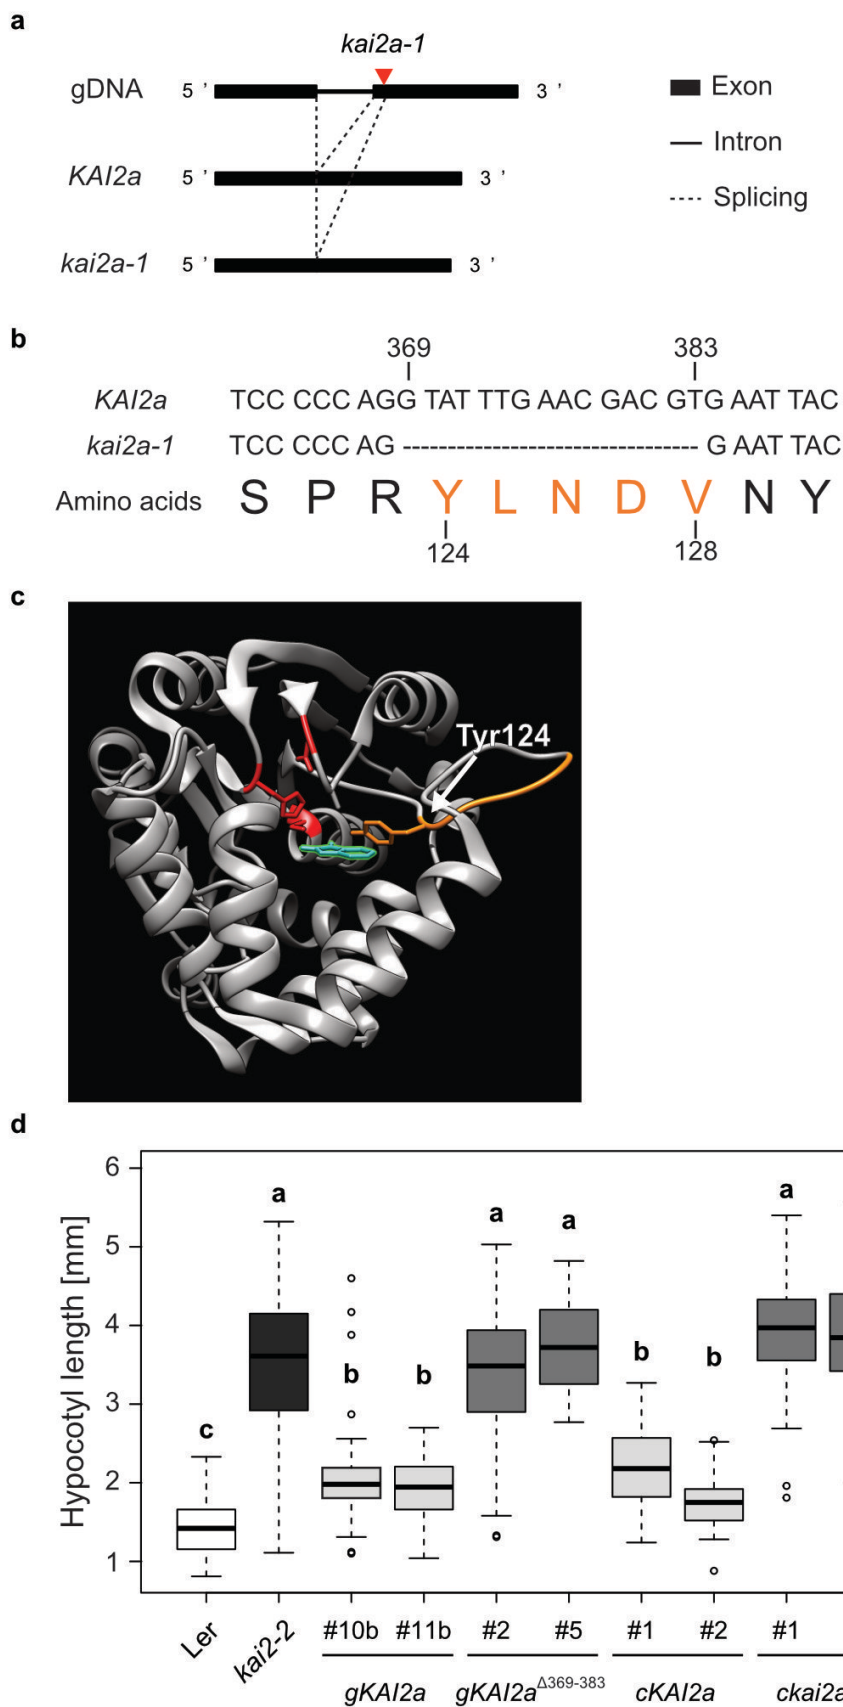 a
kai2a-1
gDNA 5 ' 3 '
KAI2a 5 ' 3 '
kai2a-1 5 ' 3 '
Exon
Intron
Splicing
b
369 383
KAI2a TCC CCC AGG TAT TTG AAC GAC GTG AAT TAC
kai2a-1 TCC CCC AG --------------------------- G AAT TAC
Amino acids S P R Y L N D V N Y
124 128
c
Tyr124
d
Hypocotyl length [mm]
6
5
4
3
2
1
c a b b a a b b a
Ler kai2-2 #10b #11b #2 #5 #1 #2 #1
gKAI2a gKAI2aΔ369-383 cKAI2a ckai2a